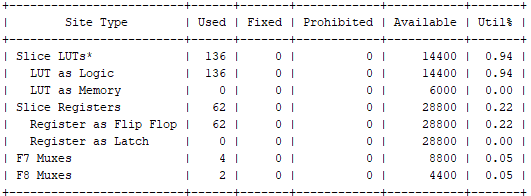 +----------------------------+------+-------+------------+-----------+-------+
|          Site Type         | Used | Fixed | Prohibited | Available | Util% |
+----------------------------+------+-------+------------+-----------+-------+
| Slice LUTs*                |  136 |     0 |          0 |     14400 |  0.94 |
|   LUT as Logic             |  136 |     0 |          0 |     14400 |  0.94 |
|   LUT as Memory            |    0 |     0 |          0 |      6000 |  0.00 |
| Slice Registers            |   62 |     0 |          0 |     28800 |  0.22 |
|   Register as Flip Flop    |   62 |     0 |          0 |     28800 |  0.22 |
|   Register as Latch        |    0 |     0 |          0 |     28800 |  0.00 |
| F7 Muxes                   |    4 |     0 |          0 |      8800 |  0.05 |
| F8 Muxes                   |    2 |     0 |          0 |      4400 |  0.05 |
+----------------------------+------+-------+------------+-----------+-------+